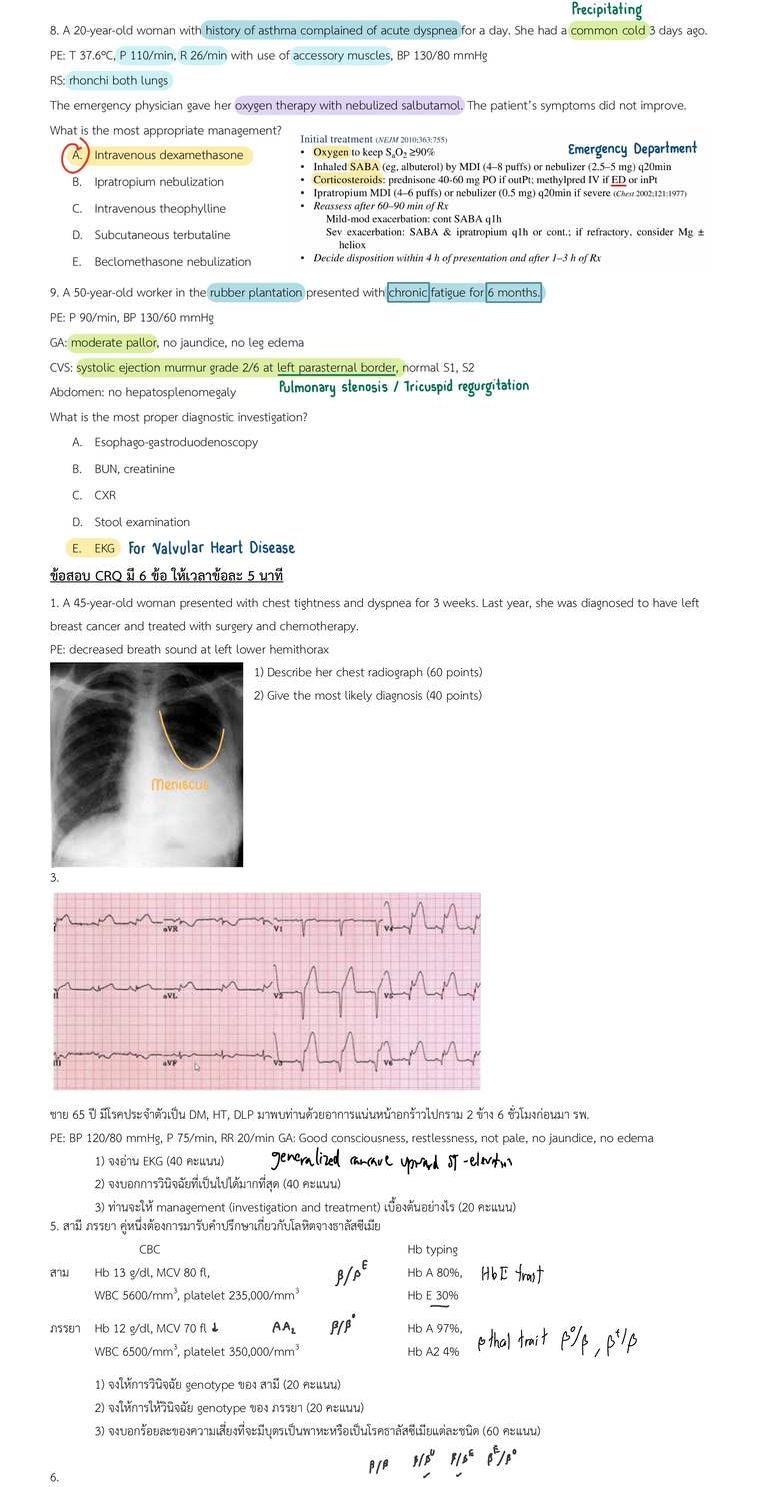 Precipitating
8. A 20-year-old woman with history of asthma complained of acute dyspnea for a day. She had a common cold 3 days ago.
PE: T 37.6°C, P 110/min, R 26/min with use of accessory muscles, BP 130/80 mmHg
RS: rhonchi both lungs
The emergency physician gave her oxygen therapy with nebulized salbutamol. The patient's symptoms did not improve.
What is the most appropriate management?
A. Intravenous dexamethasone
B. Ipratropium nebulization
C. Intravenous theophylline
D. Subcutaneous terbutaline
E. Beclomethasone nebulization
Initial treatment (NEJM 2010;363:755)
Emergency Department
• Oxygen to keep SaO2 ≥90%
• Inhaled SABA (eg, albuterol) by MDI (4–8 puffs) or nebulizer (2.5–5 mg) q20min
• Corticosteroids: prednisone 40-60 mg PO if outPt; methylpred IV if ED or inPt
• Ipratropium MDI (4–6 puffs) or nebulizer (0.5 mg) q20min if severe (Chest 2002;121:1977)
• Reassess after 60–90 min of Rx
Mild-mod exacerbation: cont SABA q1h
Sev exacerbation: SABA & ipratropium q1h or cont.; if refractory, consider Mg ±
heliox
• Decide disposition within 4 h of presentation and after 1–3 h of Rx
9. A 50-year-old worker in the rubber plantation presented with chronic fatigue for 6 months.
PE: P 90/min, BP 130/60 mmHg
GA: moderate pallor, no jaundice, no leg edema
CVS: systolic ejection murmur grade 2/6 at left parasternal border, normal S1, S2
Abdomen: no hepatosplenomegaly
Pulmonary stenosis / Tricuspid regurgitation
What is the most proper diagnostic investigation?
A. Esophago-gastroduodenoscopy
B. BUN, creatinine
C. CXR
D. Stool examination
E. EKG For Valvular Heart Disease
ข้อสอบ CRQ มี 6 ข้อ ให้เวลาข้อละ 5 นาที
1. A 45-year-old woman presented with chest tightness and dyspnea for 3 weeks. Last year, she was diagnosed to have left
breast cancer and treated with surgery and chemotherapy.
PE: decreased breath sound at left lower hemithorax
1) Describe her chest radiograph (60 points)
2) Give the most likely diagnosis (40 points)
Meniscus
3.
I aVR V1 V4
II aVL V2 V5
III aVF V3 V6
ชาย 65 ปี มีโรคประจำตัวเป็น DM, HT, DLP มาพบท่านด้วยอาการแน่นหน้าอกร้าวไปกราม 2 ข้าง 6 ชั่วโมงก่อนมา รพ.
PE: BP 120/80 mmHg, P 75/min, RR 20/min GA: Good consciousness, restlessness, not pale, no jaundice, no edema
1) จงอ่าน EKG (40 คะแนน) generalized concave upward ST-elevation
2) จงบอกการวินิจฉัยที่เป็นไปได้มากที่สุด (40 คะแนน)
3) ท่านจะให้ management (investigation and treatment) เบื้องต้นอย่างไร (20 คะแนน)
5. สามี ภรรยา คู่หนึ่งต้องการมารับคำปรึกษาเกี่ยวกับโลหิตจางธาลัสซีเมีย
CBC Hb typing
สาม Hb 13 g/dl, MCV 80 fl, β/βE Hb A 80%, HbE trait
WBC 5600/mm3, platelet 235,000/mm3 Hb E 30%
ภรรยา Hb 12 g/dl, MCV 70 fl ↓ AA2 β/β° Hb A 97%,
WBC 6500/mm3, platelet 350,000/mm3 Hb A2 4% β thal trait β°/β, β+/β
1) จงให้การวินิจฉัย genotype ของ สามี (20 คะแนน)
2) จงให้การให้วินิจฉัย genotype ของ ภรรยา (20 คะแนน)
3) จงบอกร้อยละของความเสี่ยงที่จะมีบุตรเป็นพาหะหรือเป็นโรคธาลัสซีเมียแต่ละชนิด (60 คะแนน)
β/β β/β° β/βE βE/β°
6.